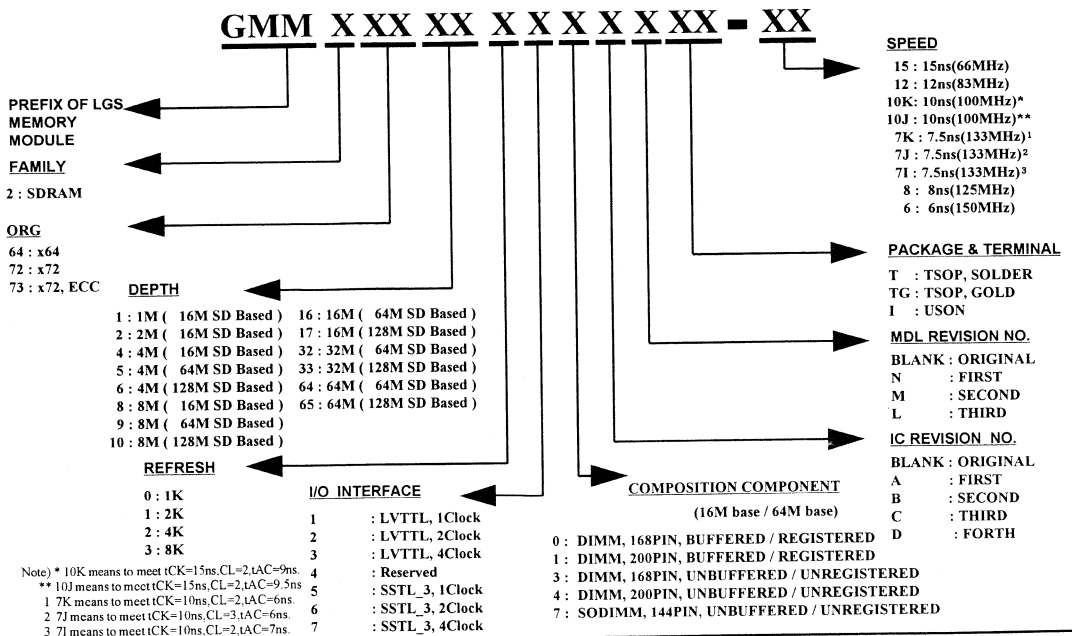 GMM X XX XX X X X X X XX - XX
PREFIX OF LGS
MEMORY
MODULE
FAMILY
2 : SDRAM
ORG
64 : x64
72 : x72
73 : x72, ECC
DEPTH
1 : 1M ( 16M SD Based )
2 : 2M ( 16M SD Based )
4 : 4M ( 16M SD Based )
5 : 4M ( 64M SD Based )
6 : 4M ( 128M SD Based )
8 : 8M ( 16M SD Based )
9 : 8M ( 64M SD Based )
10 : 8M ( 128M SD Based )
16 : 16M ( 64M SD Based )
17 : 16M ( 128M SD Based )
32 : 32M ( 64M SD Based )
33 : 32M ( 128M SD Based )
64 : 64M ( 64M SD Based )
65 : 64M ( 128M SD Based )
REFRESH
0 : 1K
1 : 2K
2 : 4K
3 : 8K
I/O INTERFACE
1 : LVTTL, 1Clock
2 : LVTTL, 2Clock
3 : LVTTL, 4Clock
4 : Reserved
5 : SSTL_3, 1Clock
6 : SSTL_3, 2Clock
7 : SSTL_3, 4Clock
COMPOSITION COMPONENT
(16M base / 64M base)
0 : DIMM, 168PIN, BUFFERED / REGISTERED
1 : DIMM, 200PIN, BUFFERED / REGISTERED
3 : DIMM, 168PIN, UNBUFFERED / UNREGISTERED
4 : DIMM, 200PIN, UNBUFFERED / UNREGISTERED
7 : SODIMM, 144PIN, UNBUFFERED / UNREGISTERED
SPEED
15 : 15ns(66MHz)
12 : 12ns(83MHz)
10K: 10ns(100MHz)*
10J : 10ns(100MHz)**
7K : 7.5ns(133MHz)¹
7J : 7.5ns(133MHz)²
7I : 7.5ns(133MHz)³
8 : 8ns(125MHz)
6 : 6ns(150MHz)
PACKAGE & TERMINAL
T : TSOP, SOLDER
TG : TSOP, GOLD
I : USON
MDL REVISION NO.
BLANK : ORIGINAL
N : FIRST
M : SECOND
L : THIRD
IC REVISION NO.
BLANK : ORIGINAL
A : FIRST
B : SECOND
C : THIRD
D : FORTH
Note) * 10K means to meet tCK=15ns,CL=2,tAC=9ns.
** 10J means to mcet tCK=15ns,CL=2,tAC=9.5ns
1 7K means to meet tCK=10ns,CL=2,tAC=6ns.
2 7J means to meet tCK=10ns,CL=3,tAC=6ns.
3 7I means to meet tCK=10ns,CL=2,tAC=7ns.